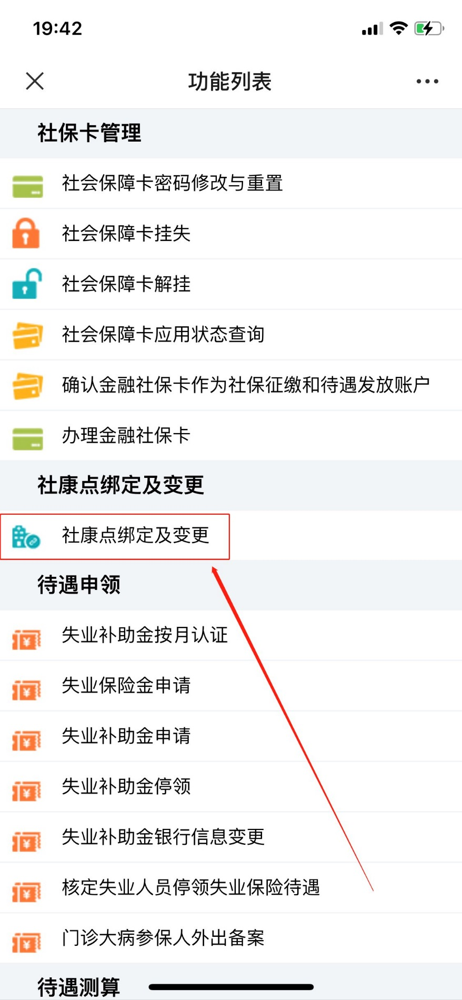 19:42
功能列表
社保卡管理
社会保障卡密码修改与重置
社会保障卡挂失
社会保障卡解挂
社会保障卡应用状态查询
确认金融社保卡作为社保征缴和待遇发放账户
办理金融社保卡
社康点绑定及变更
社康点绑定及变更
待遇申领
失业补助金按月认证
失业保险金申请
失业补助金申请
失业补助金停领
失业补助金银行信息变更
核定失业人员停领失业保险待遇
门诊大病参保人外出备案
待遇测算